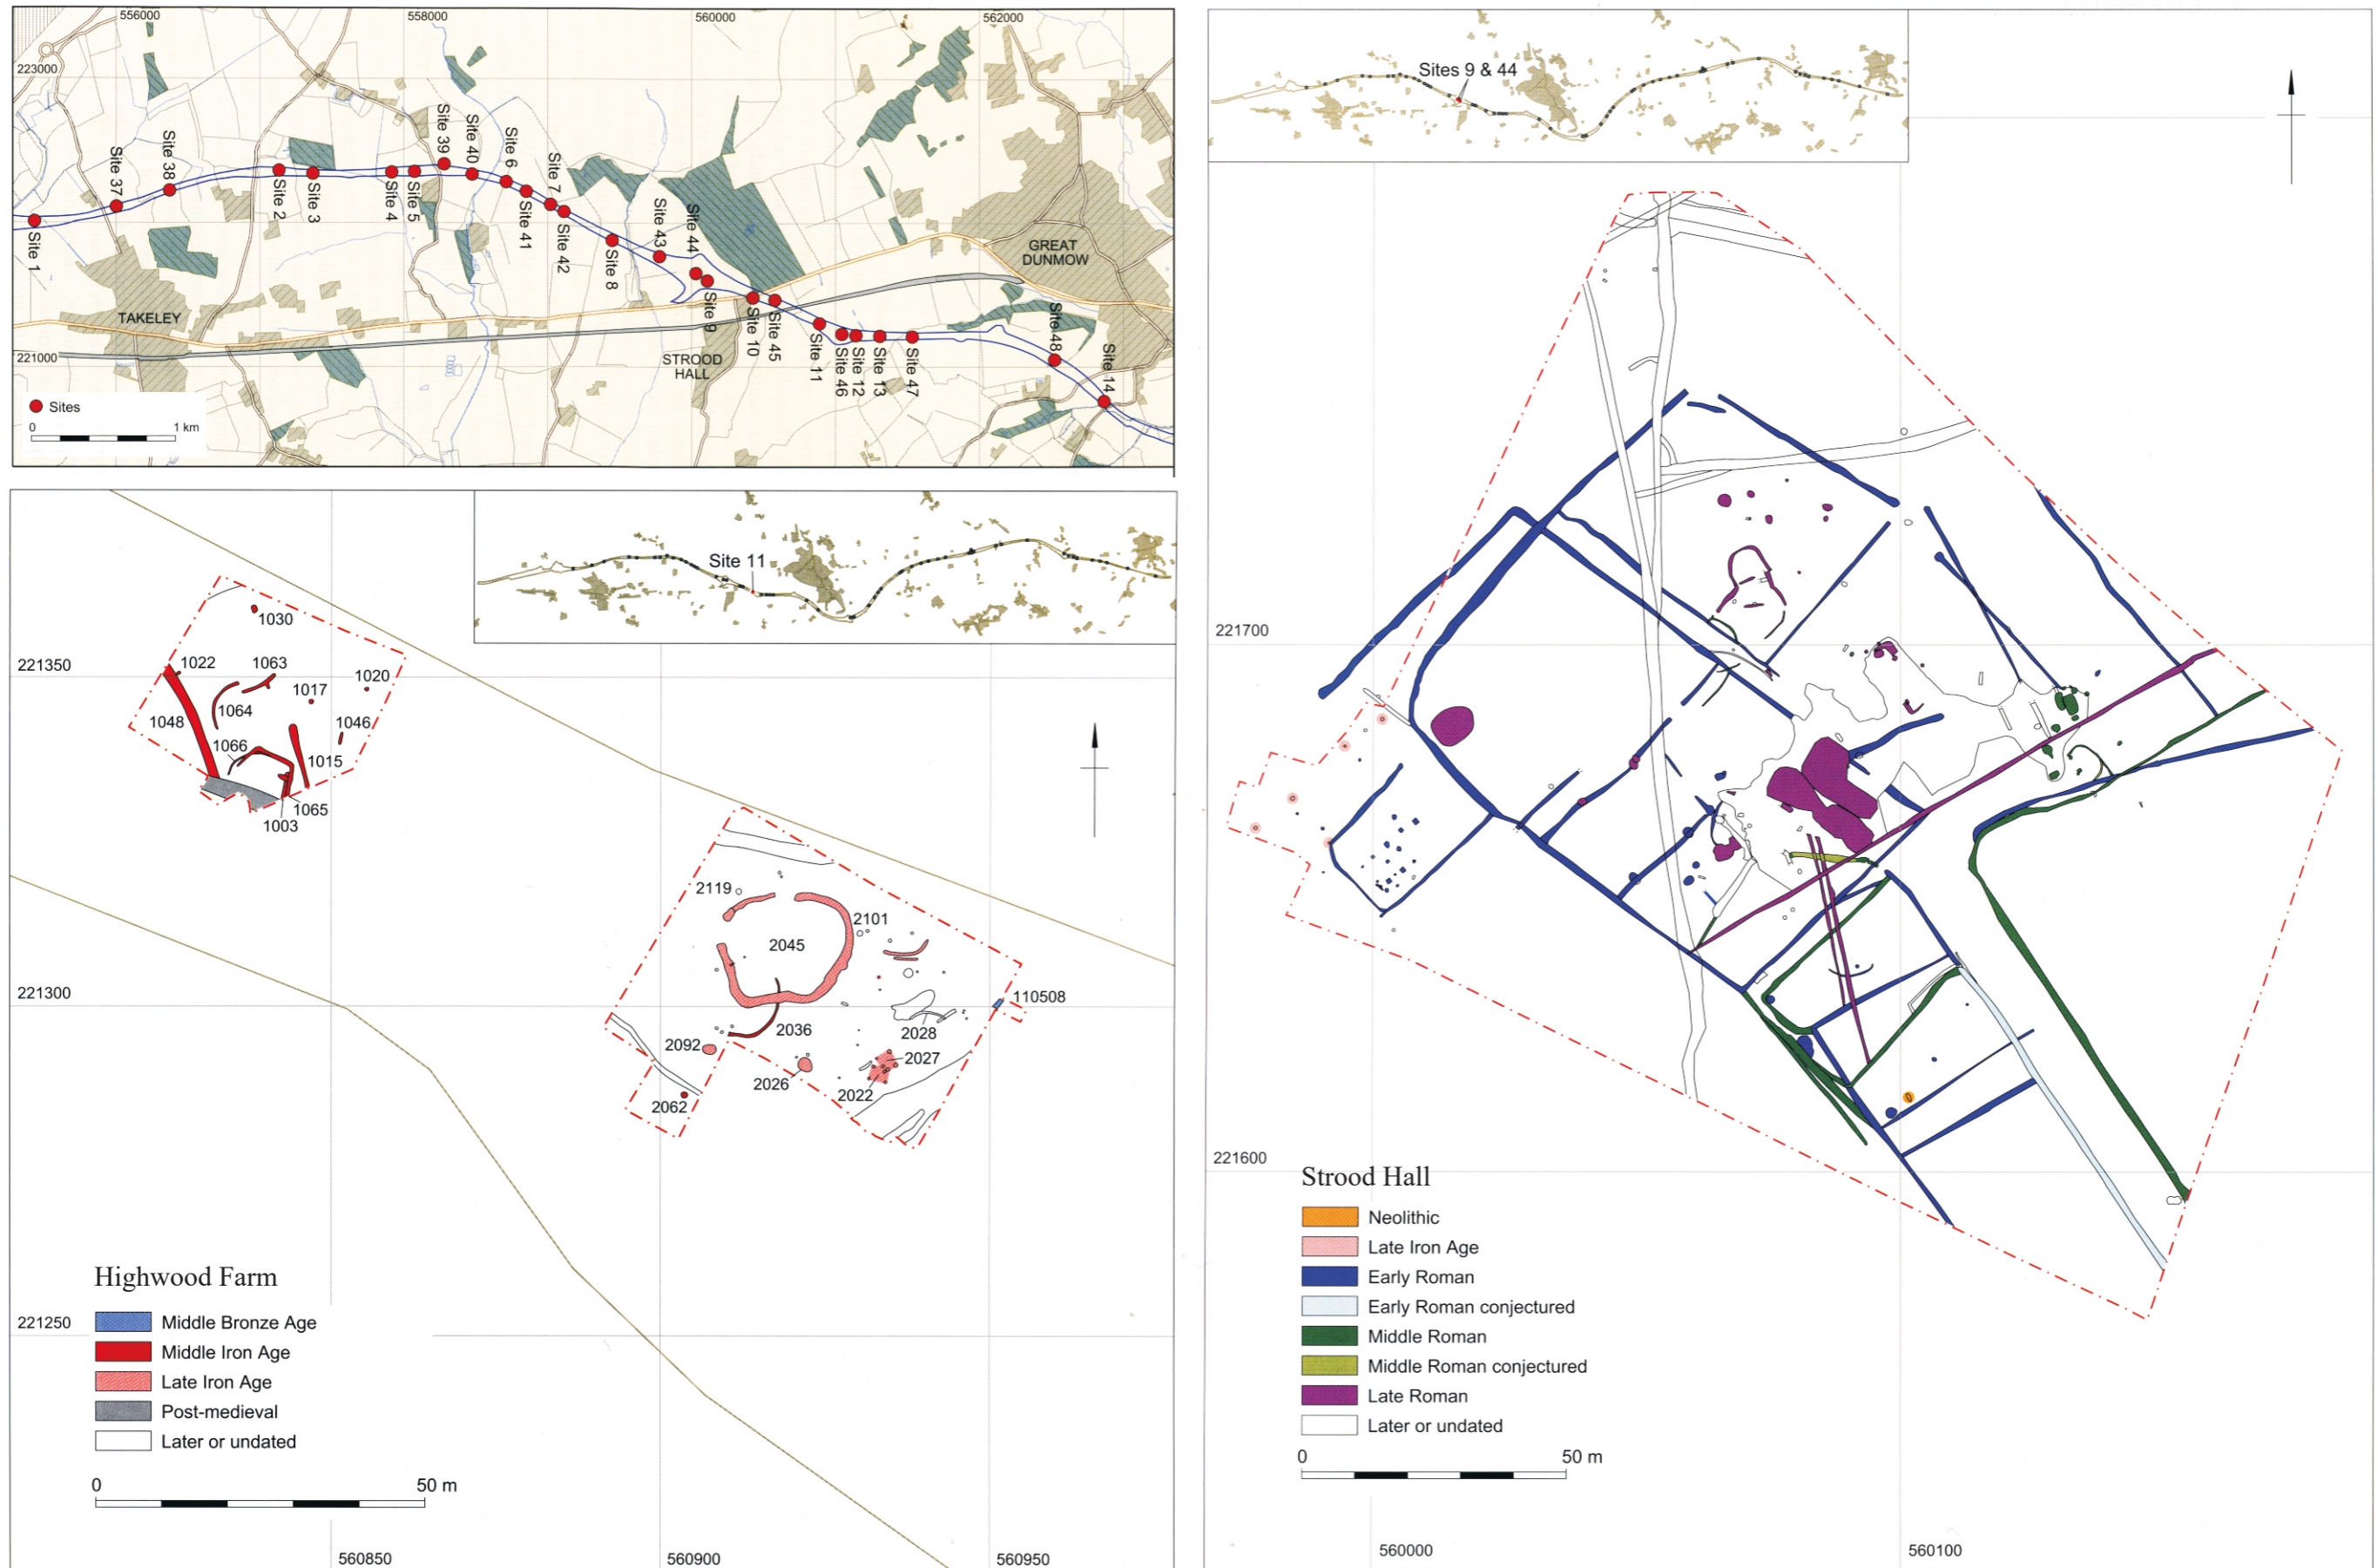 556000
558000
560000
562000
223000
221000
Site 1
Site 37
Site 38
Site 2
Site 3
Site 4
Site 5
Site 39
Site 40
Site 6
Site 41
Site 7
Site 42
Site 8
Site 43
Site 44
Site 9
Site 10
Site 45
Site 11
Site 46
Site 12
Site 13
Site 47
Site 48
Site 14
TAKELEY
STROOD
HALL
GREAT
DUNMOW
Sites
0
1 km
Site 11
221350
221300
221250
560850
560900
560950
1030
1022
1063
1020
1017
1064
1048
1046
1066
1015
1065
1003
2119
2101
2045
110508
2036
2028
2092
2027
2026
2022
2062
Highwood Farm
Middle Bronze Age
Middle Iron Age
Late Iron Age
Post-medieval
Later or undated
0
50 m
Sites 9 & 44
221700
221600
560000
560100
Strood Hall
Neolithic
Late Iron Age
Early Roman
Early Roman conjectured
Middle Roman
Middle Roman conjectured
Late Roman
Later or undated
0
50 m